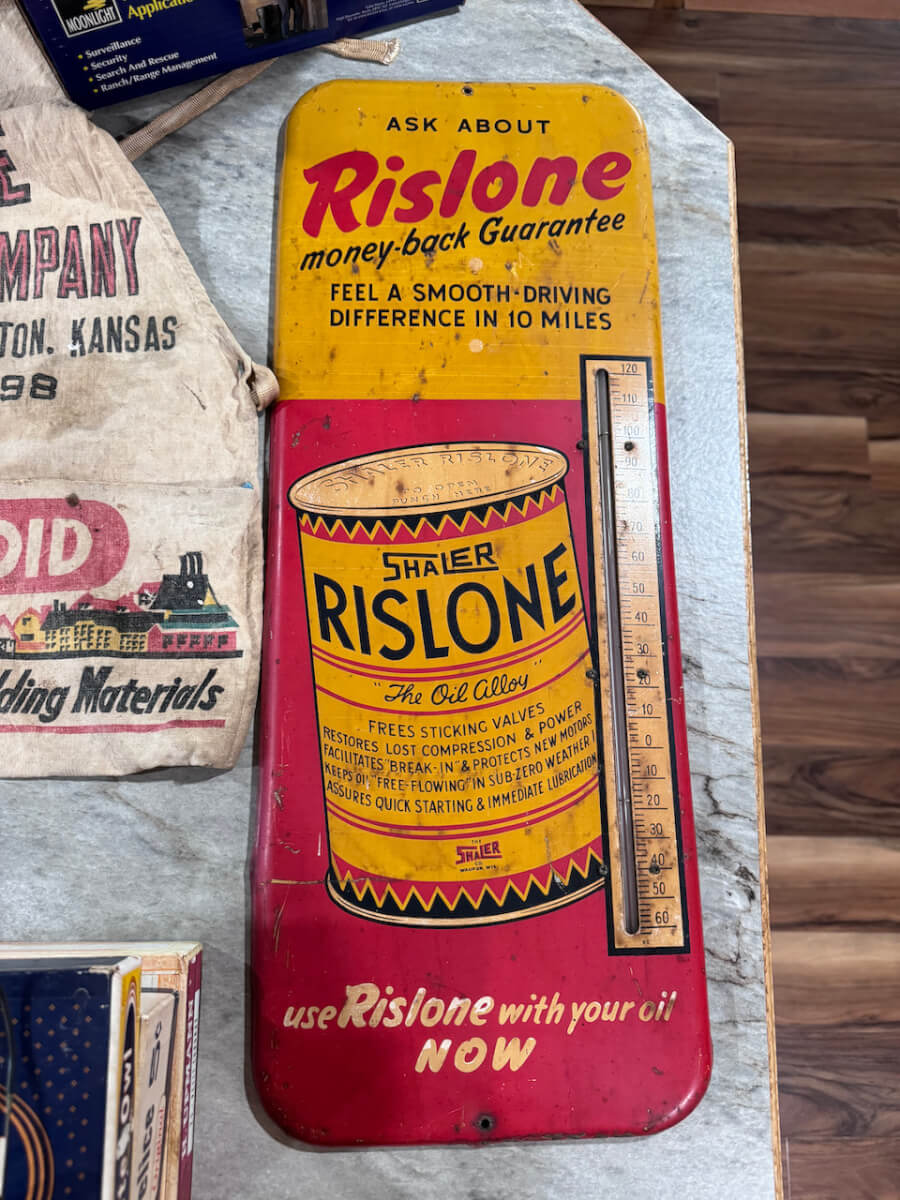 MOONLIGHT
• Surveillance
• Security
• Search And Rescue
• Ranch/Range Management
MPANY
TON. KANSAS
98
OID
lding Materials
ASK ABOUT
Rislone
money-back Guarantee
FEEL A SMOOTH-DRIVING
DIFFERENCE IN 10 MILES
SHALER RISLONE
TO OPEN
PUNCH HERE
SHALER
RISLONE
"The Oil Alloy"
FREES STICKING VALVES
RESTORES LOST COMPRESSION & POWER
FACILITATES "BREAK-IN" & PROTECTS NEW MOTORS
KEEPS OIL "FREE-FLOWING" IN SUB-ZERO WEATHER
ASSURES QUICK STARTING & IMMEDIATE LUBRICATION
THE
SHALER
CO.
WAUPUN, WIS.
120
110
100
90
80
70
60
50
40
30
20
10
0
10
20
30
40
50
60
use Rislone with your oil
NOW